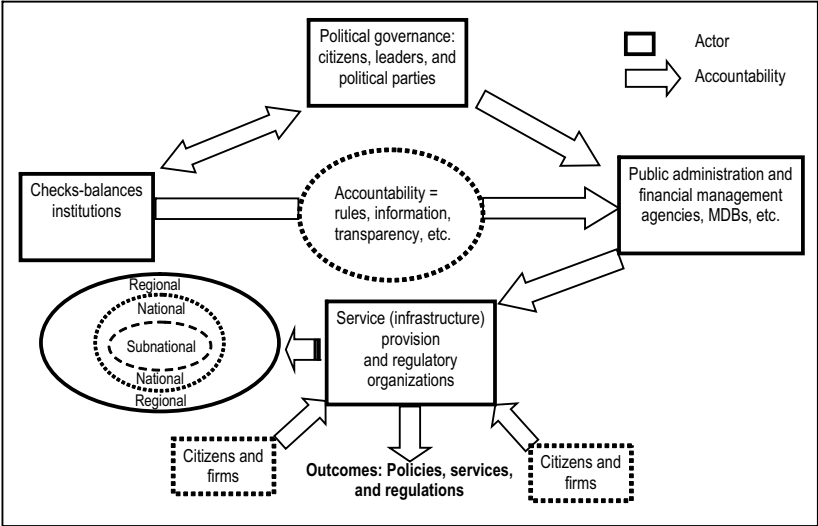 Political governance:
citizens, leaders, and
political parties
Actor
Accountability
Checks-balances
institutions
Accountability =
rules, information,
transparency, etc.
Public administration and
financial management
agencies, MDBs, etc.
Regional
National
Subnational
National
Regional
Service (infrastructure)
provision
and regulatory
organizations
Citizens and
firms
Outcomes: Policies, services,
and regulations
Citizens and
firms